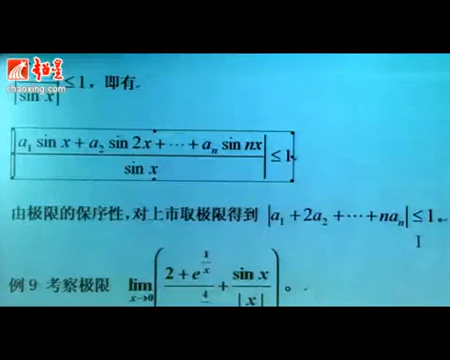 超星
chaoxing.com
|sin x| ≤ 1，即有
|(a₁ sin x + a₂ sin 2x + ⋯ + aₙ sin nx) / sin x| ≤ 1
由极限的保序性，对上市取极限得到 |a₁ + 2a₂ + ⋯ + naₙ| ≤ 1。
例 9 考察极限 lim x→0 (2 + e^(1/x) / 4 + sin x / |x|)。